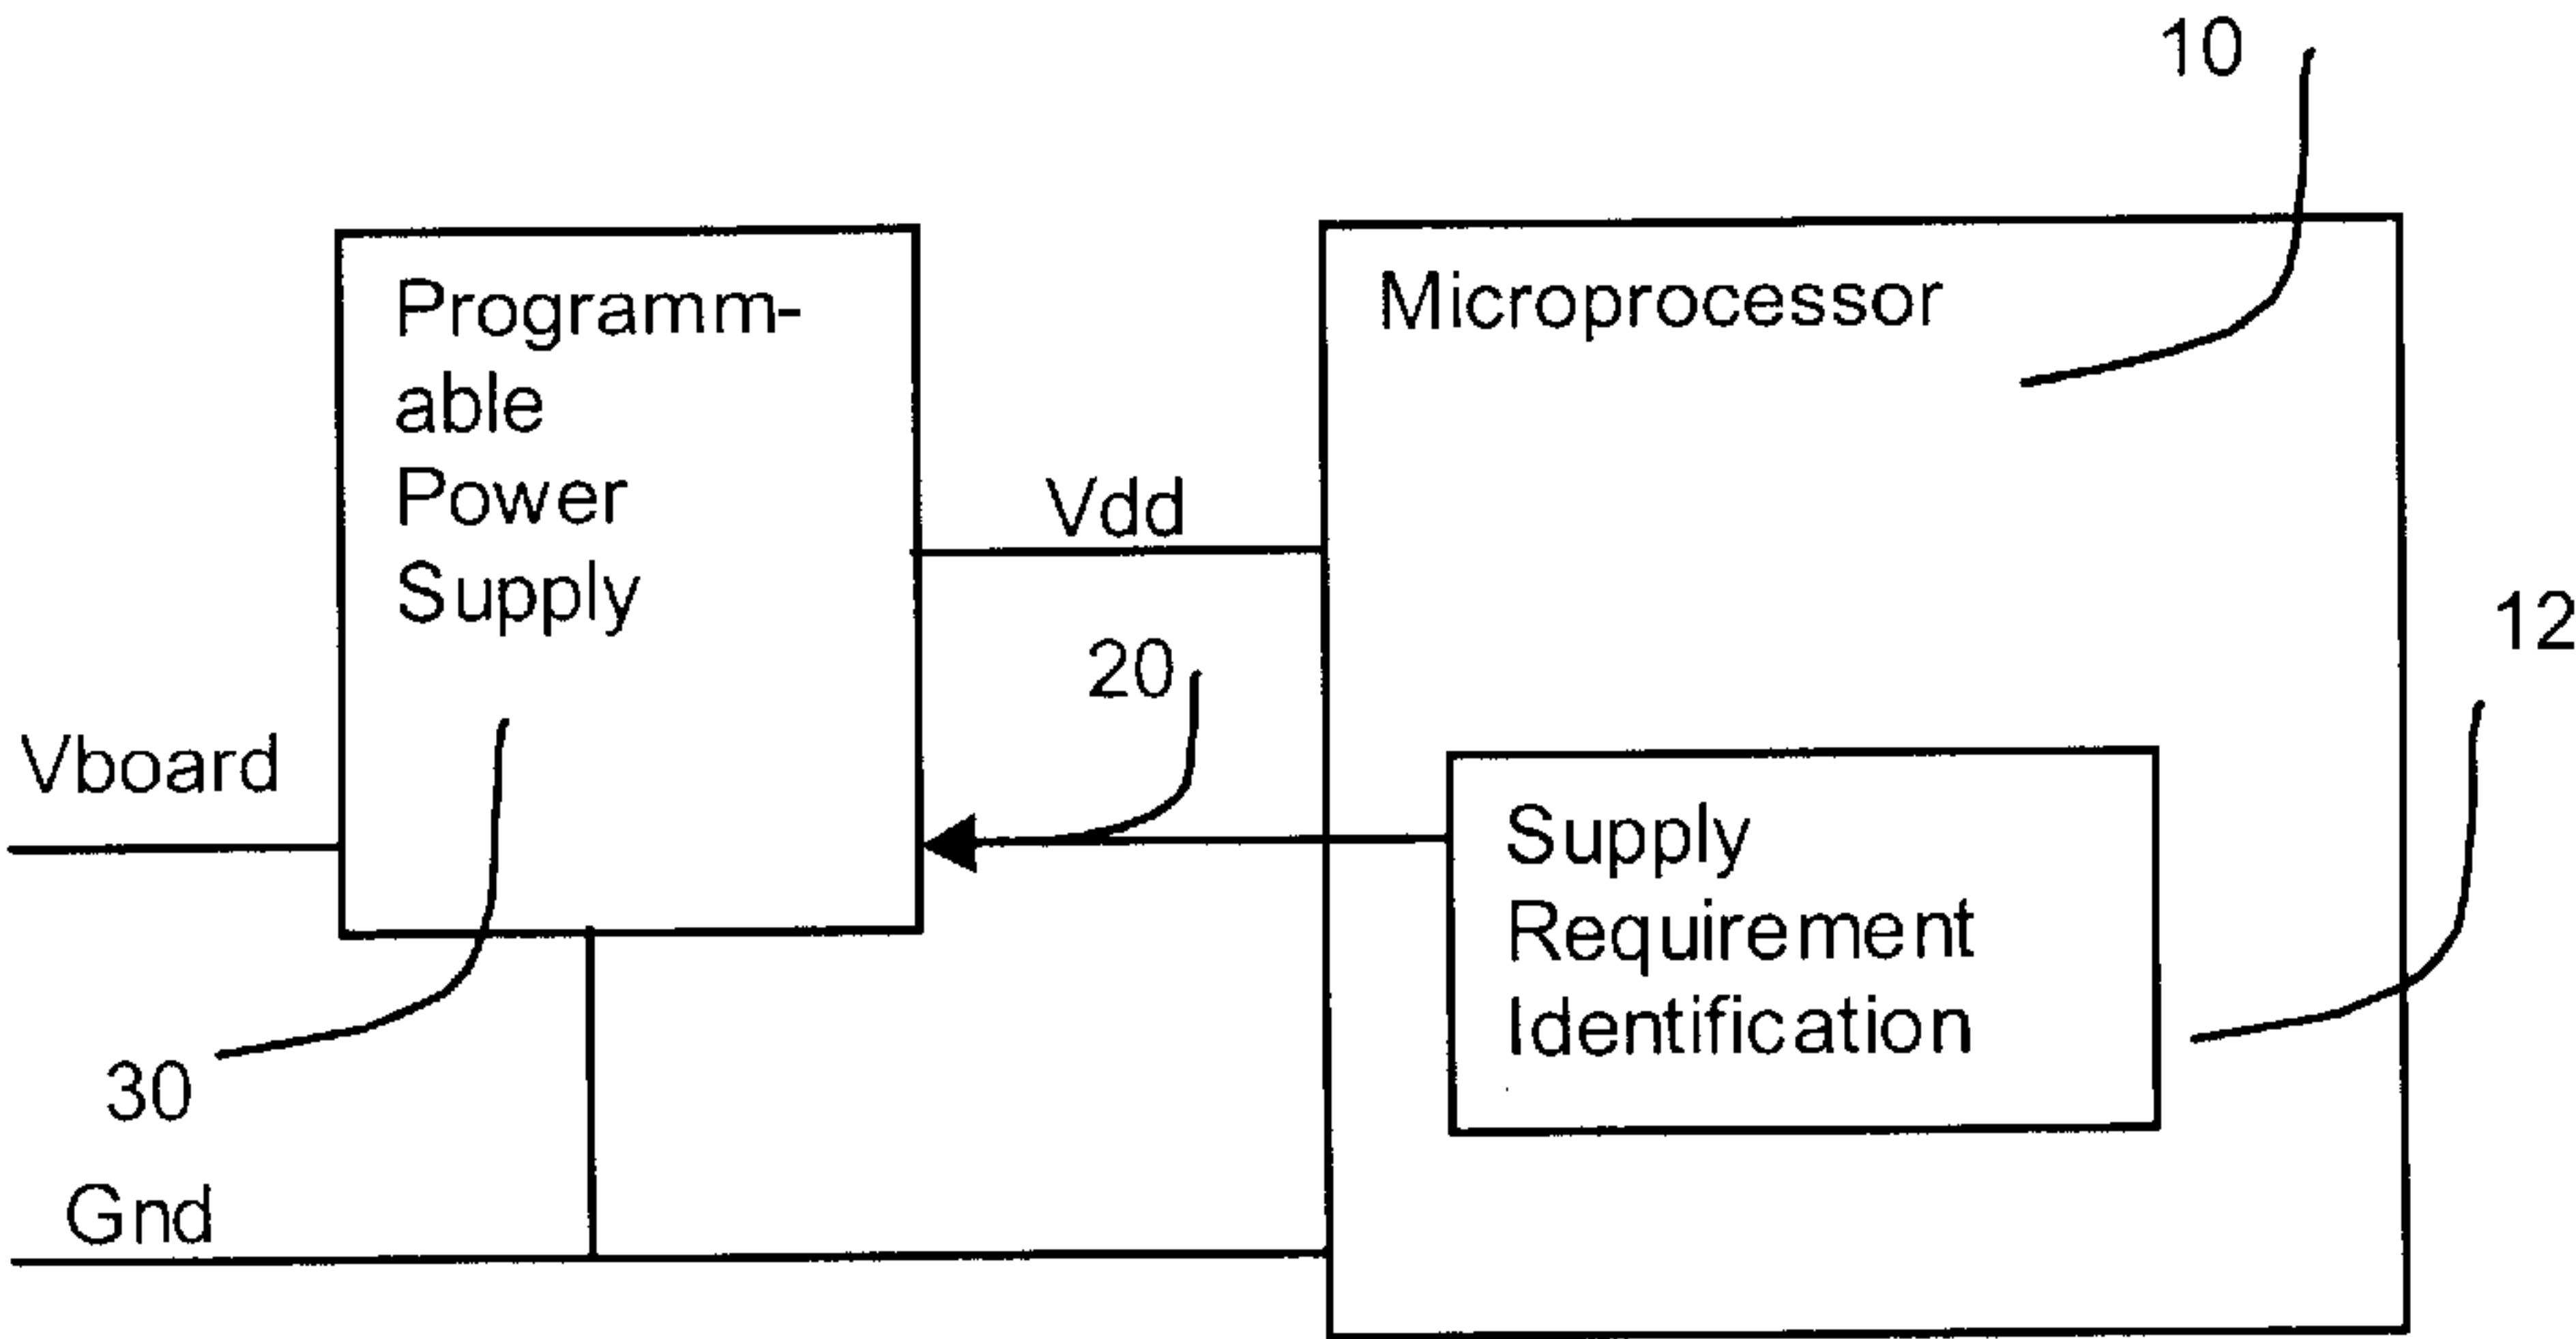 10
Programm-
able
Power
Supply
Microprocessor
Vdd
20
12
Vboard
Supply
Requirement
Identification
30
Gnd